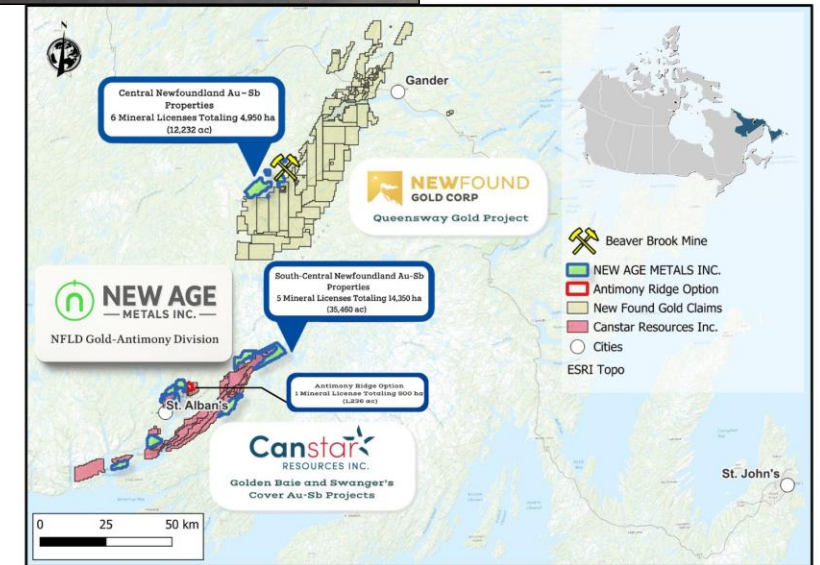 N
Gander
Central Newfoundland Au-Sb
Properties
6 Mineral Licenses Totaling 4,950 ha
(12,232 ac)
NEWFOUND
GOLD CORP
Queensway Gold Project
Beaver Brook Mine
NEW AGE METALS INC.
Antimony Ridge Option
New Found Gold Claims
Canstar Resources Inc.
Cities
ESRI Topo
NEW AGE
METALS INC.
NFLD Gold-Antimony Division
South-Central Newfoundland Au-Sb
Properties
5 Mineral Licenses Totaling 14,350 ha
(35,460 ac)
Antimony Ridge Option
1 Mineral License Totaling 500 ha
(1,236 ac)
St. Alban's
Canstar
RESOURCES INC.
Golden Baie and Swanger's
Cover Au-Sb Projects
St. John's
0 25 50 km